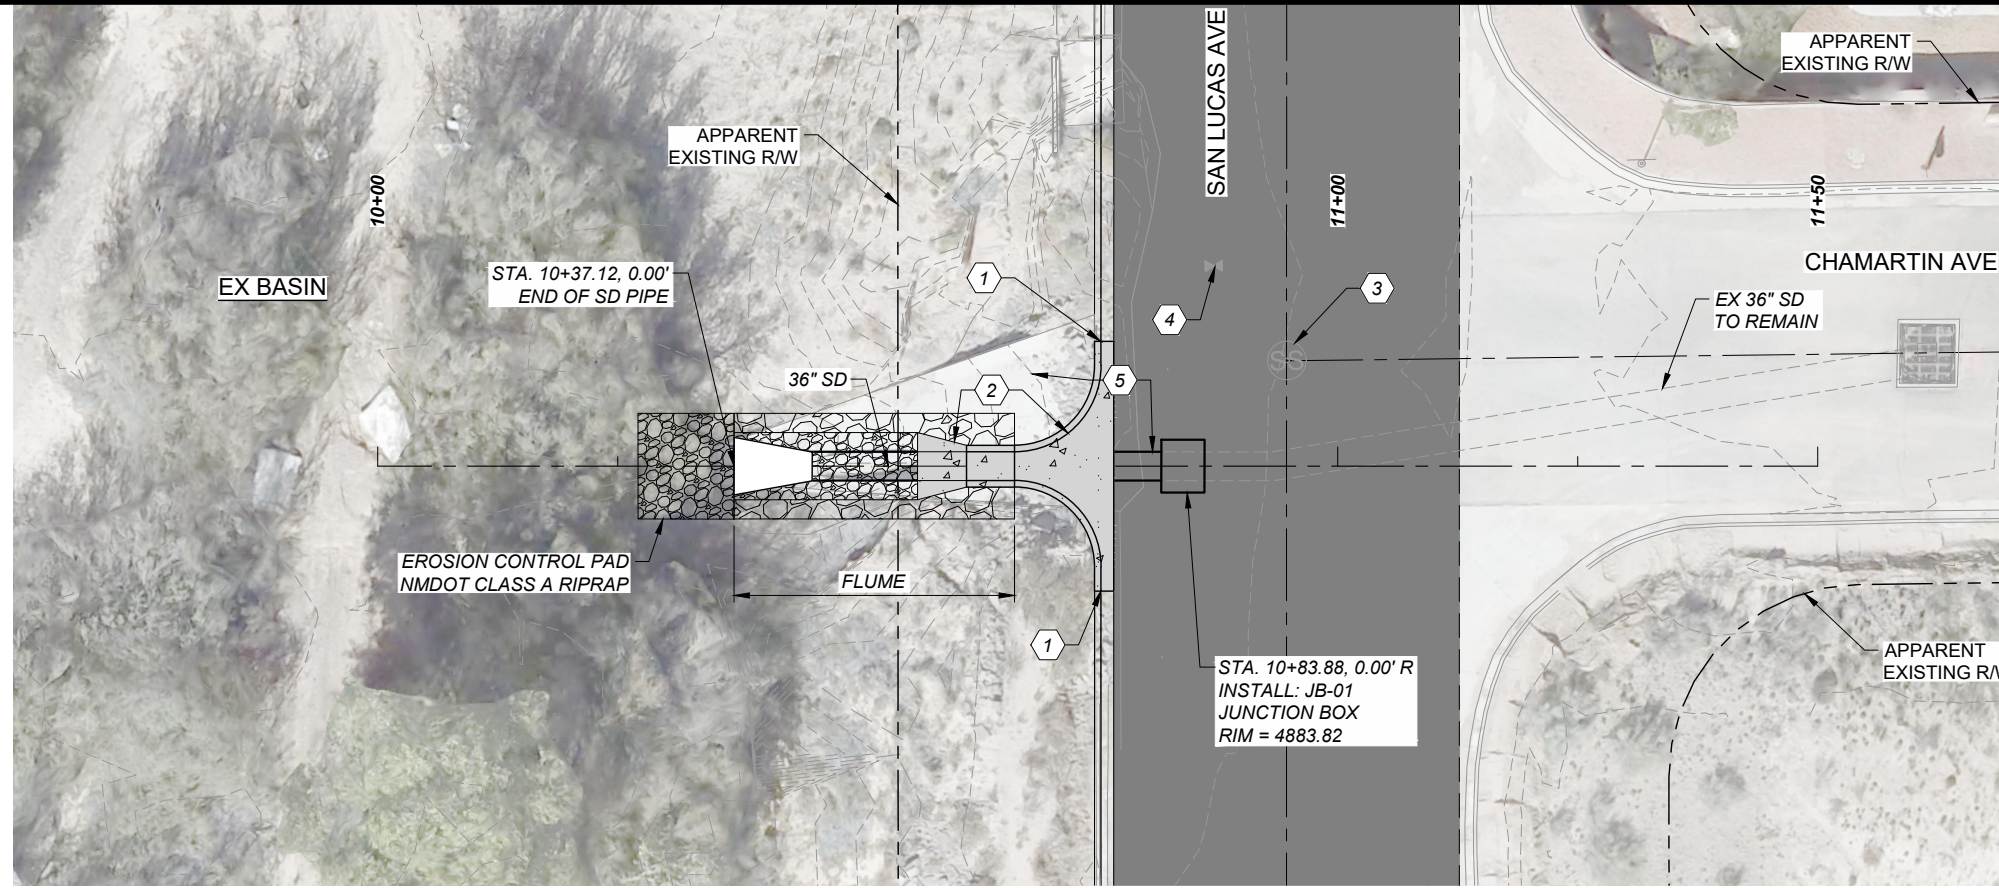 SAN LUCAS AVE
APPARENT
EXISTING R/W
APPARENT
EXISTING R/W
10+00
11+00
11+50
EX BASIN
STA. 10+37.12, 0.00'
END OF SD PIPE
1
3
4
CHAMARTIN AVE
EX 36" SD
TO REMAIN
SS
36" SD
2
5
EROSION CONTROL PAD
NMDOT CLASS A RIPRAP
FLUME
1
STA. 10+83.88, 0.00' R
INSTALL: JB-01
JUNCTION BOX
RIM = 4883.82
APPARENT
EXISTING R/W